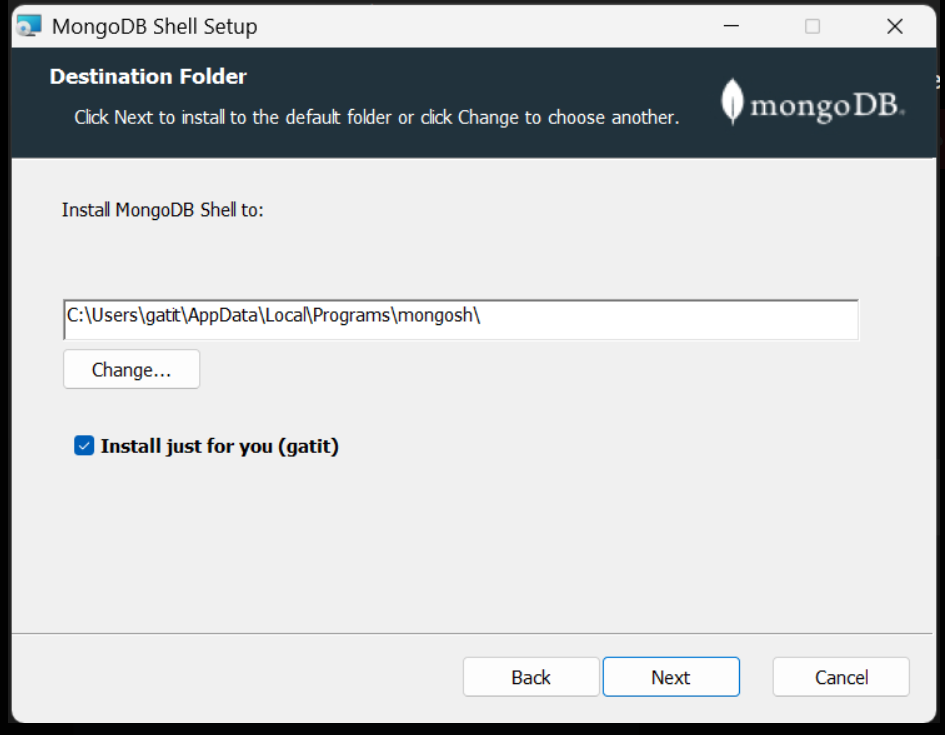 MongoDB Shell Setup
Destination Folder
Click Next to install to the default folder or click Change to choose another.
mongoDB®
Install MongoDB Shell to:
C:\Users\gatit\AppData\Local\Programs\mongosh\
Change...
Install just for you (gatit)
Back
Next
Cancel